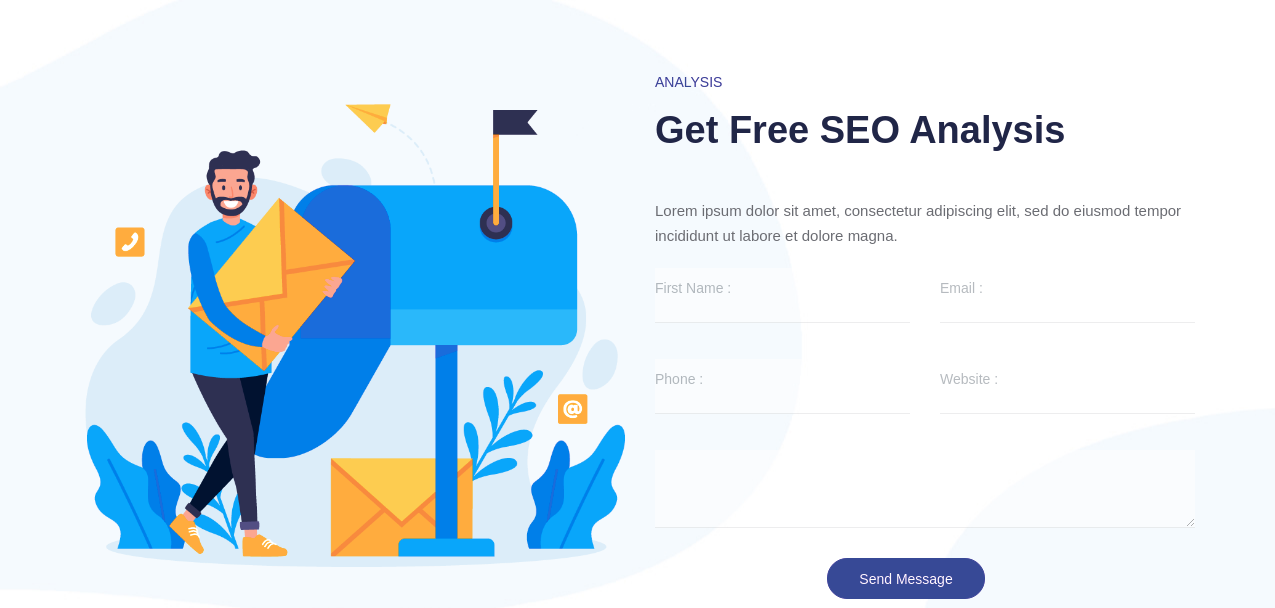 ANALYSIS
Get Free SEO Analysis
Lorem ipsum dolor sit amet, consectetur adipiscing elit, sed do eiusmod tempor
incididunt ut labore et dolore magna.
First Name :
Email :
Phone :
Website :
@
Send Message